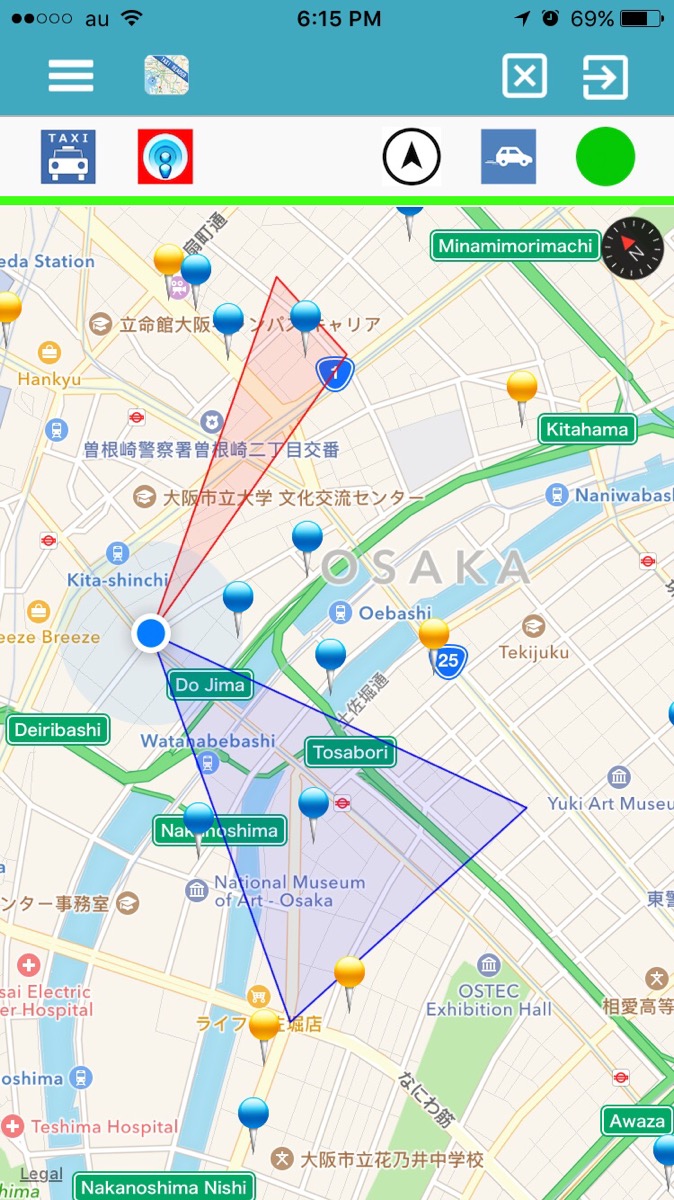 au
6:15 PM
69%
TAXI RADAR
TAXI
Minamimorimachi
eda Station
扇町通
N
立命館大阪
ンパス
キャリア
Hankyu
1
Kitahama
曽根崎警察署曽根崎二丁目交番
大阪市立大学 文化交流センター
Naniwabash
OSAKA
Kita-shinchi
Oebashi
eeze Breeze
Tekijuku
25
Do Jima
土佐堀通
Deiribashi
Watanabebashi
Tosabori
Yuki Art Museu
Nakanoshima
National Museum
of Art - Osaka
ンター事務室
東警
sai Electric
er Hospital
OSTEC
Exhibition Hall
相愛高等
ライフ
佐堀店
oshima
なにわ筋
Teshima Hospital
Awaza
大阪市立花乃井中学校
Legal
hima
Nakanoshima Nishi